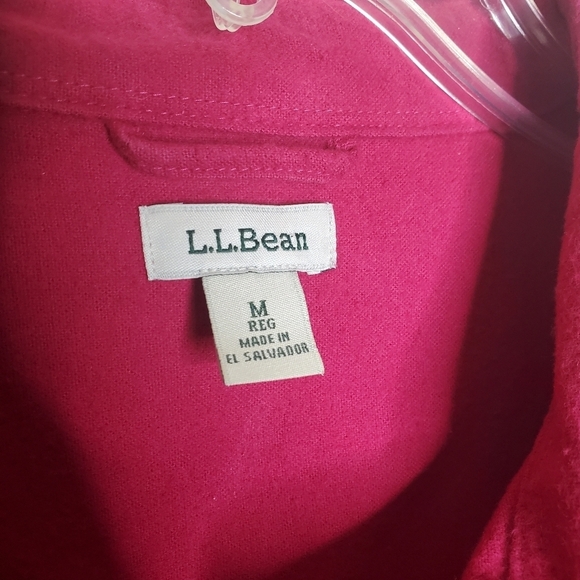 L.L.Bean
M
REG
MADE IN
EL SALVADOR